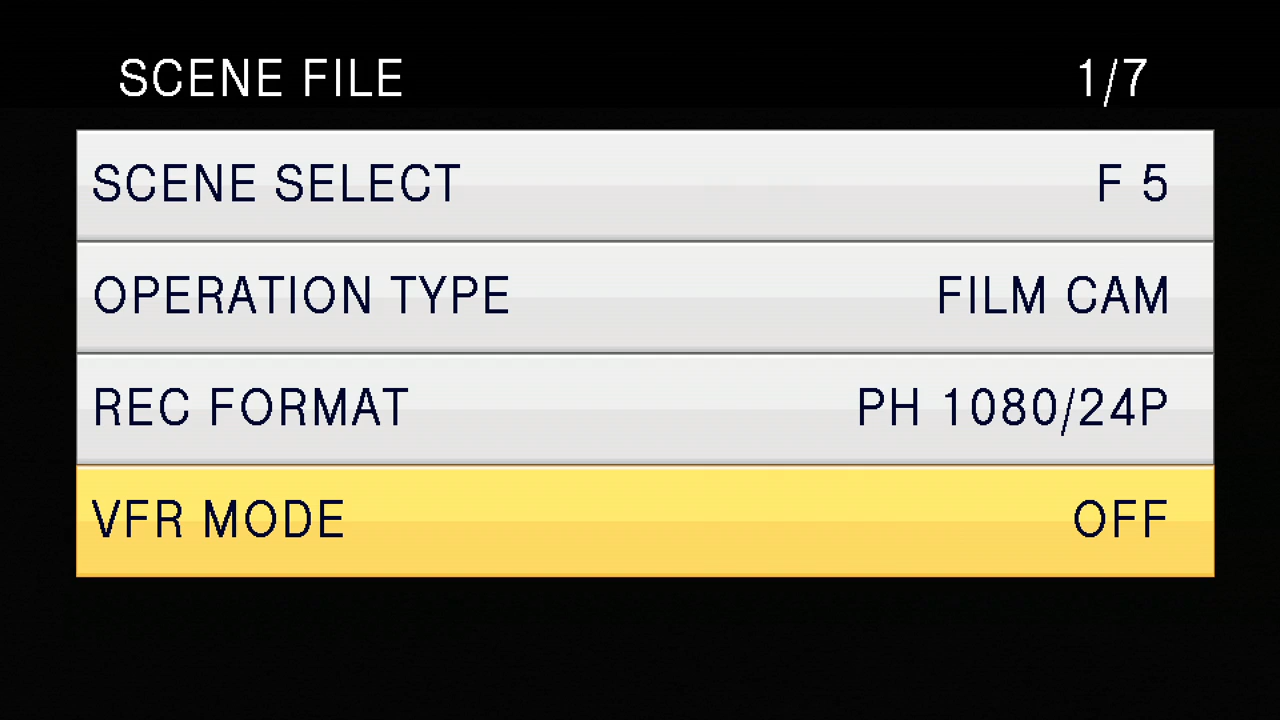 SCENE FILE 1/7
SCENE SELECT F 5
OPERATION TYPE FILM CAM
REC FORMAT PH 1080/24P
VFR MODE OFF